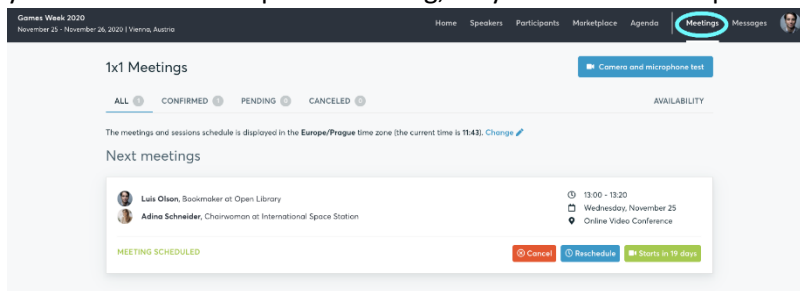 Games Week 2020
November 25 - November 26, 2020 | Vienna, Austria
Home Speakers Participants Marketplace Agenda Meetings Messages
1x1 Meetings
Camera and microphone test
ALL 1 CONFIRMED 1 PENDING 0 CANCELED 0 AVAILABILITY
The meetings and sessions schedule is displayed in the Europe/Prague time zone (the current time is 11:43). Change
Next meetings
Luis Olson, Bookmaker at Open Library
Adina Schneider, Chairwoman at International Space Station
13:00 - 13:20
Wednesday, November 25
Online Video Conference
MEETING SCHEDULED
Cancel Reschedule Starts in 19 days